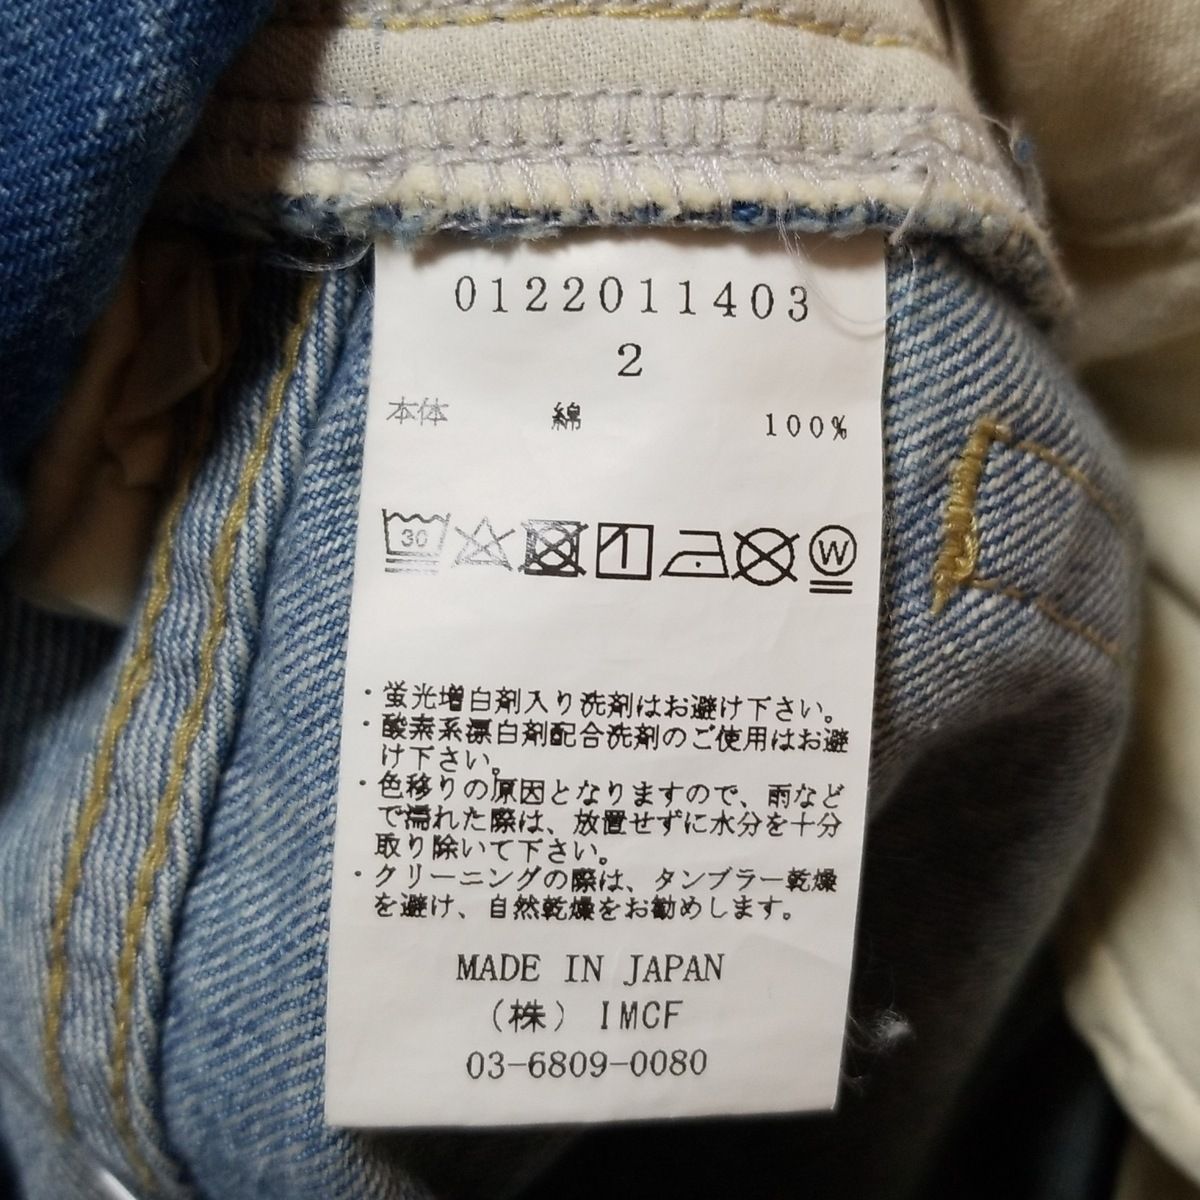 0122011403
2
本体 綿 100%
30
W
・蛍光増白剤入り洗剤はお避け下さい。
・酸素系漂白剤配合洗剤のご使用はお避
け下さい。
・色移りの原因となりますので、雨など
で濡れた際は、放置せずに水分を十分
取り除いて下さい。
・クリーニングの際は、タンブラー乾燥
を避け、自然乾燥をお勧めします。
MADE IN JAPAN
(株) IMCF
03-6809-0080